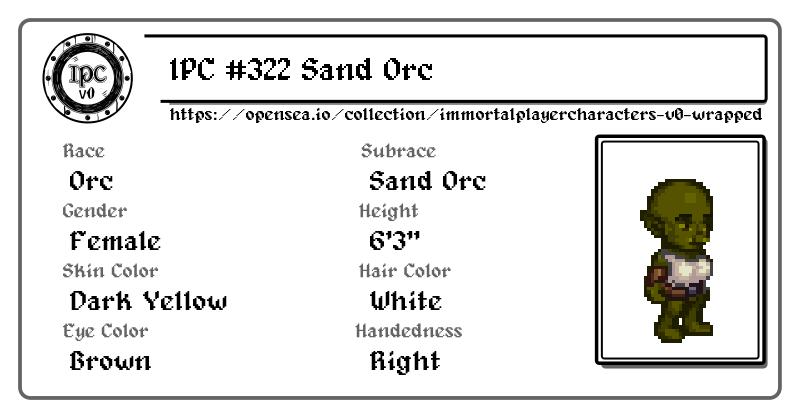 1pc
v0
IPC #322 Sand Orc
https://opensea.io/collection/immortalplayercharacters-v0-wrapped
Race
Subrace
Orc
Sand Orc
Gender
Height
Female
6'3"
Skin Color
Hair Color
Dark Yellow
White
Eye Color
Handedness
Brown
Right